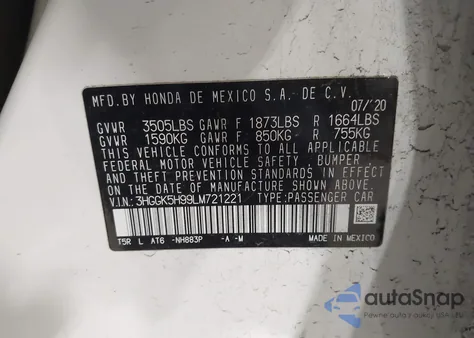 MFD.BY HONDA DE MEXICO S.A. DE C.V.
07/'20
GVWR 3505LBS GAWR F 1873LBS R 1664LBS
GVWR 1590KG GAWR F 850KG R 755KG
THIS VEHICLE CONFORMS TO ALL APPLICABLE
FEDERAL MOTOR VEHICLE SAFETY, BUMPER,
AND THEFT PREVENTION STANDARDS IN EFFECT ON
THE DATE OF MANUFACTURE SHOWN ABOVE.
V.I.N.:3HGGK5H99LM721221 TYPE:PASSENGER CAR
T5R L AT6 -NH883P -A -M MADE IN MEXICO
autoSnap